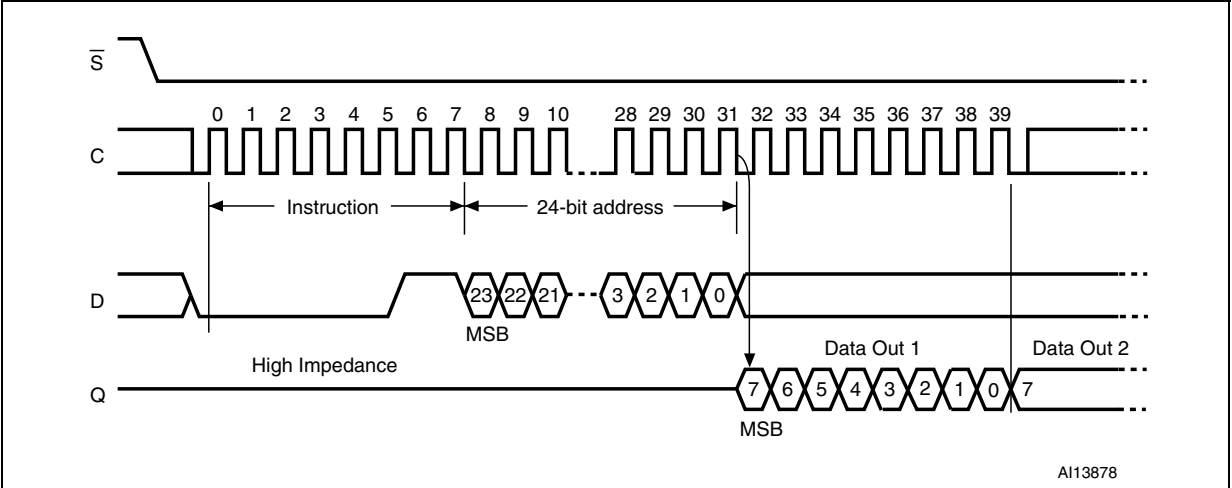 S̅
0 1 2 3 4 5 6 7 8 9 10 28 29 30 31 32 33 34 35 36 37 38 39
C
Instruction 24-bit address
D 23 22 21 3 2 1 0
MSB
Data Out 1 Data Out 2
High Impedance
Q 7 6 5 4 3 2 1 0 7
MSB
AI13878